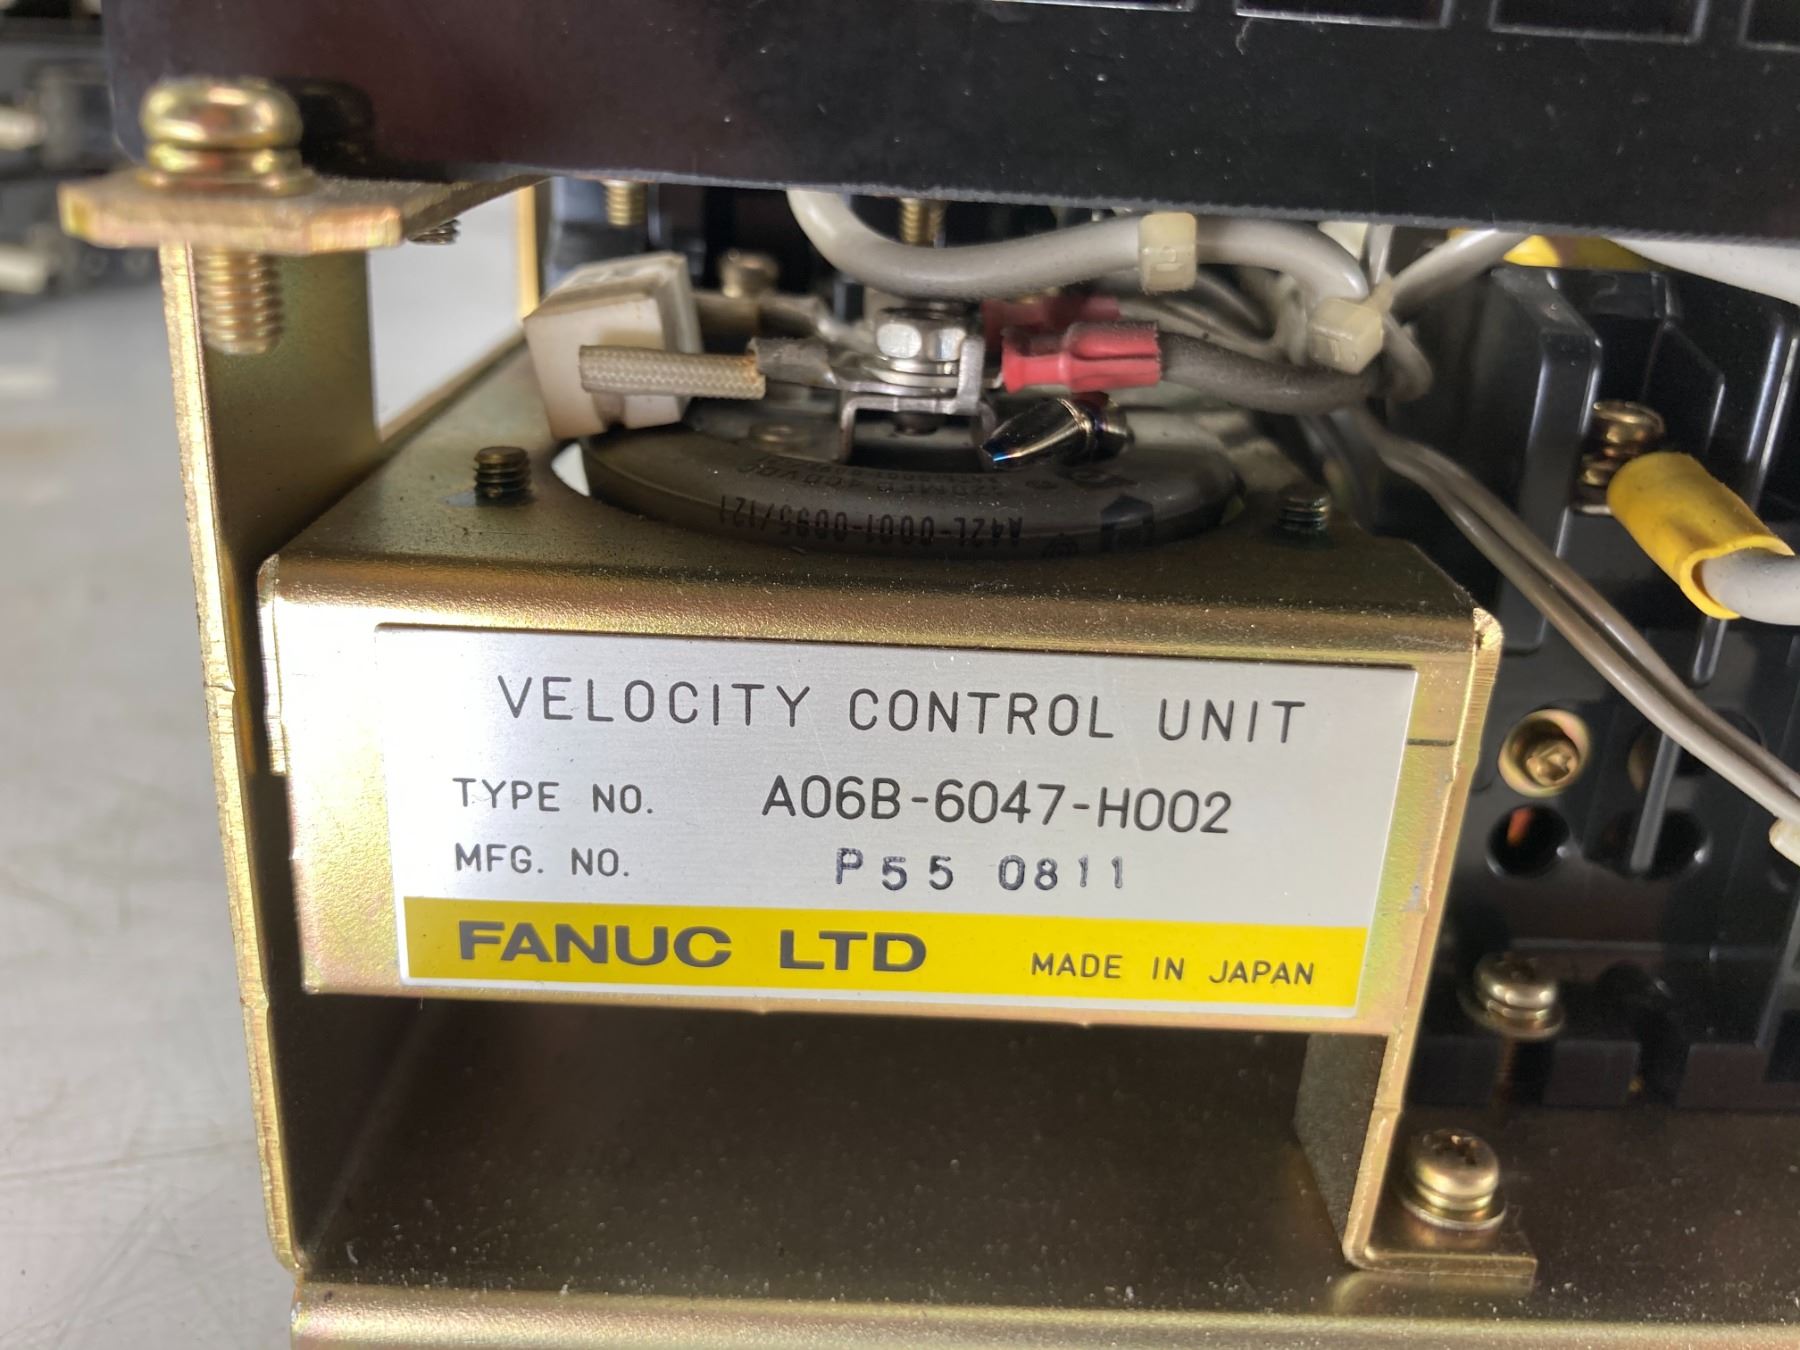 A42L-0001-0095/121
VELOCITY CONTROL UNIT
TYPE NO. A06B-6047-H002
MFG. NO. P55 0811
FANUC LTD MADE IN JAPAN